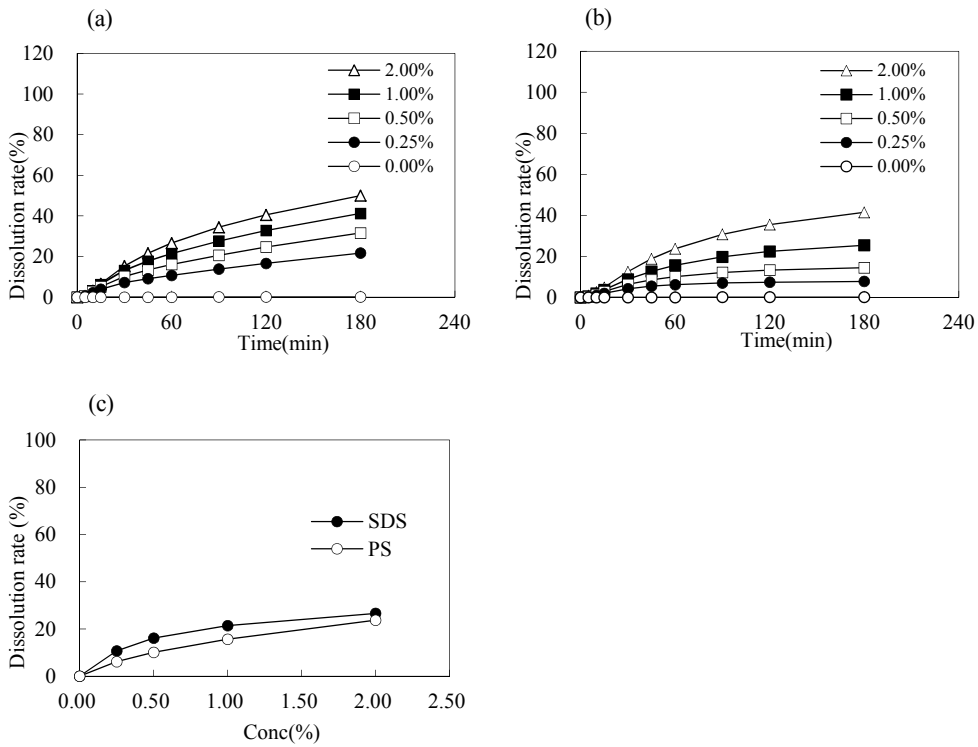 (a)
120
100
80
60
40
20
0
Dissolution rate(%)
2.00%
1.00%
0.50%
0.25%
0.00%
0 60 120 180 240
Time(min)
(b)
120
100
80
60
40
20
0
Dissolution rate(%)
2.00%
1.00%
0.50%
0.25%
0.00%
0 60 120 180 240
Time(min)
(c)
100
80
60
40
20
0
Dissolution rate (%)
SDS
PS
0.00 0.50 1.00 1.50 2.00 2.50
Conc(%)